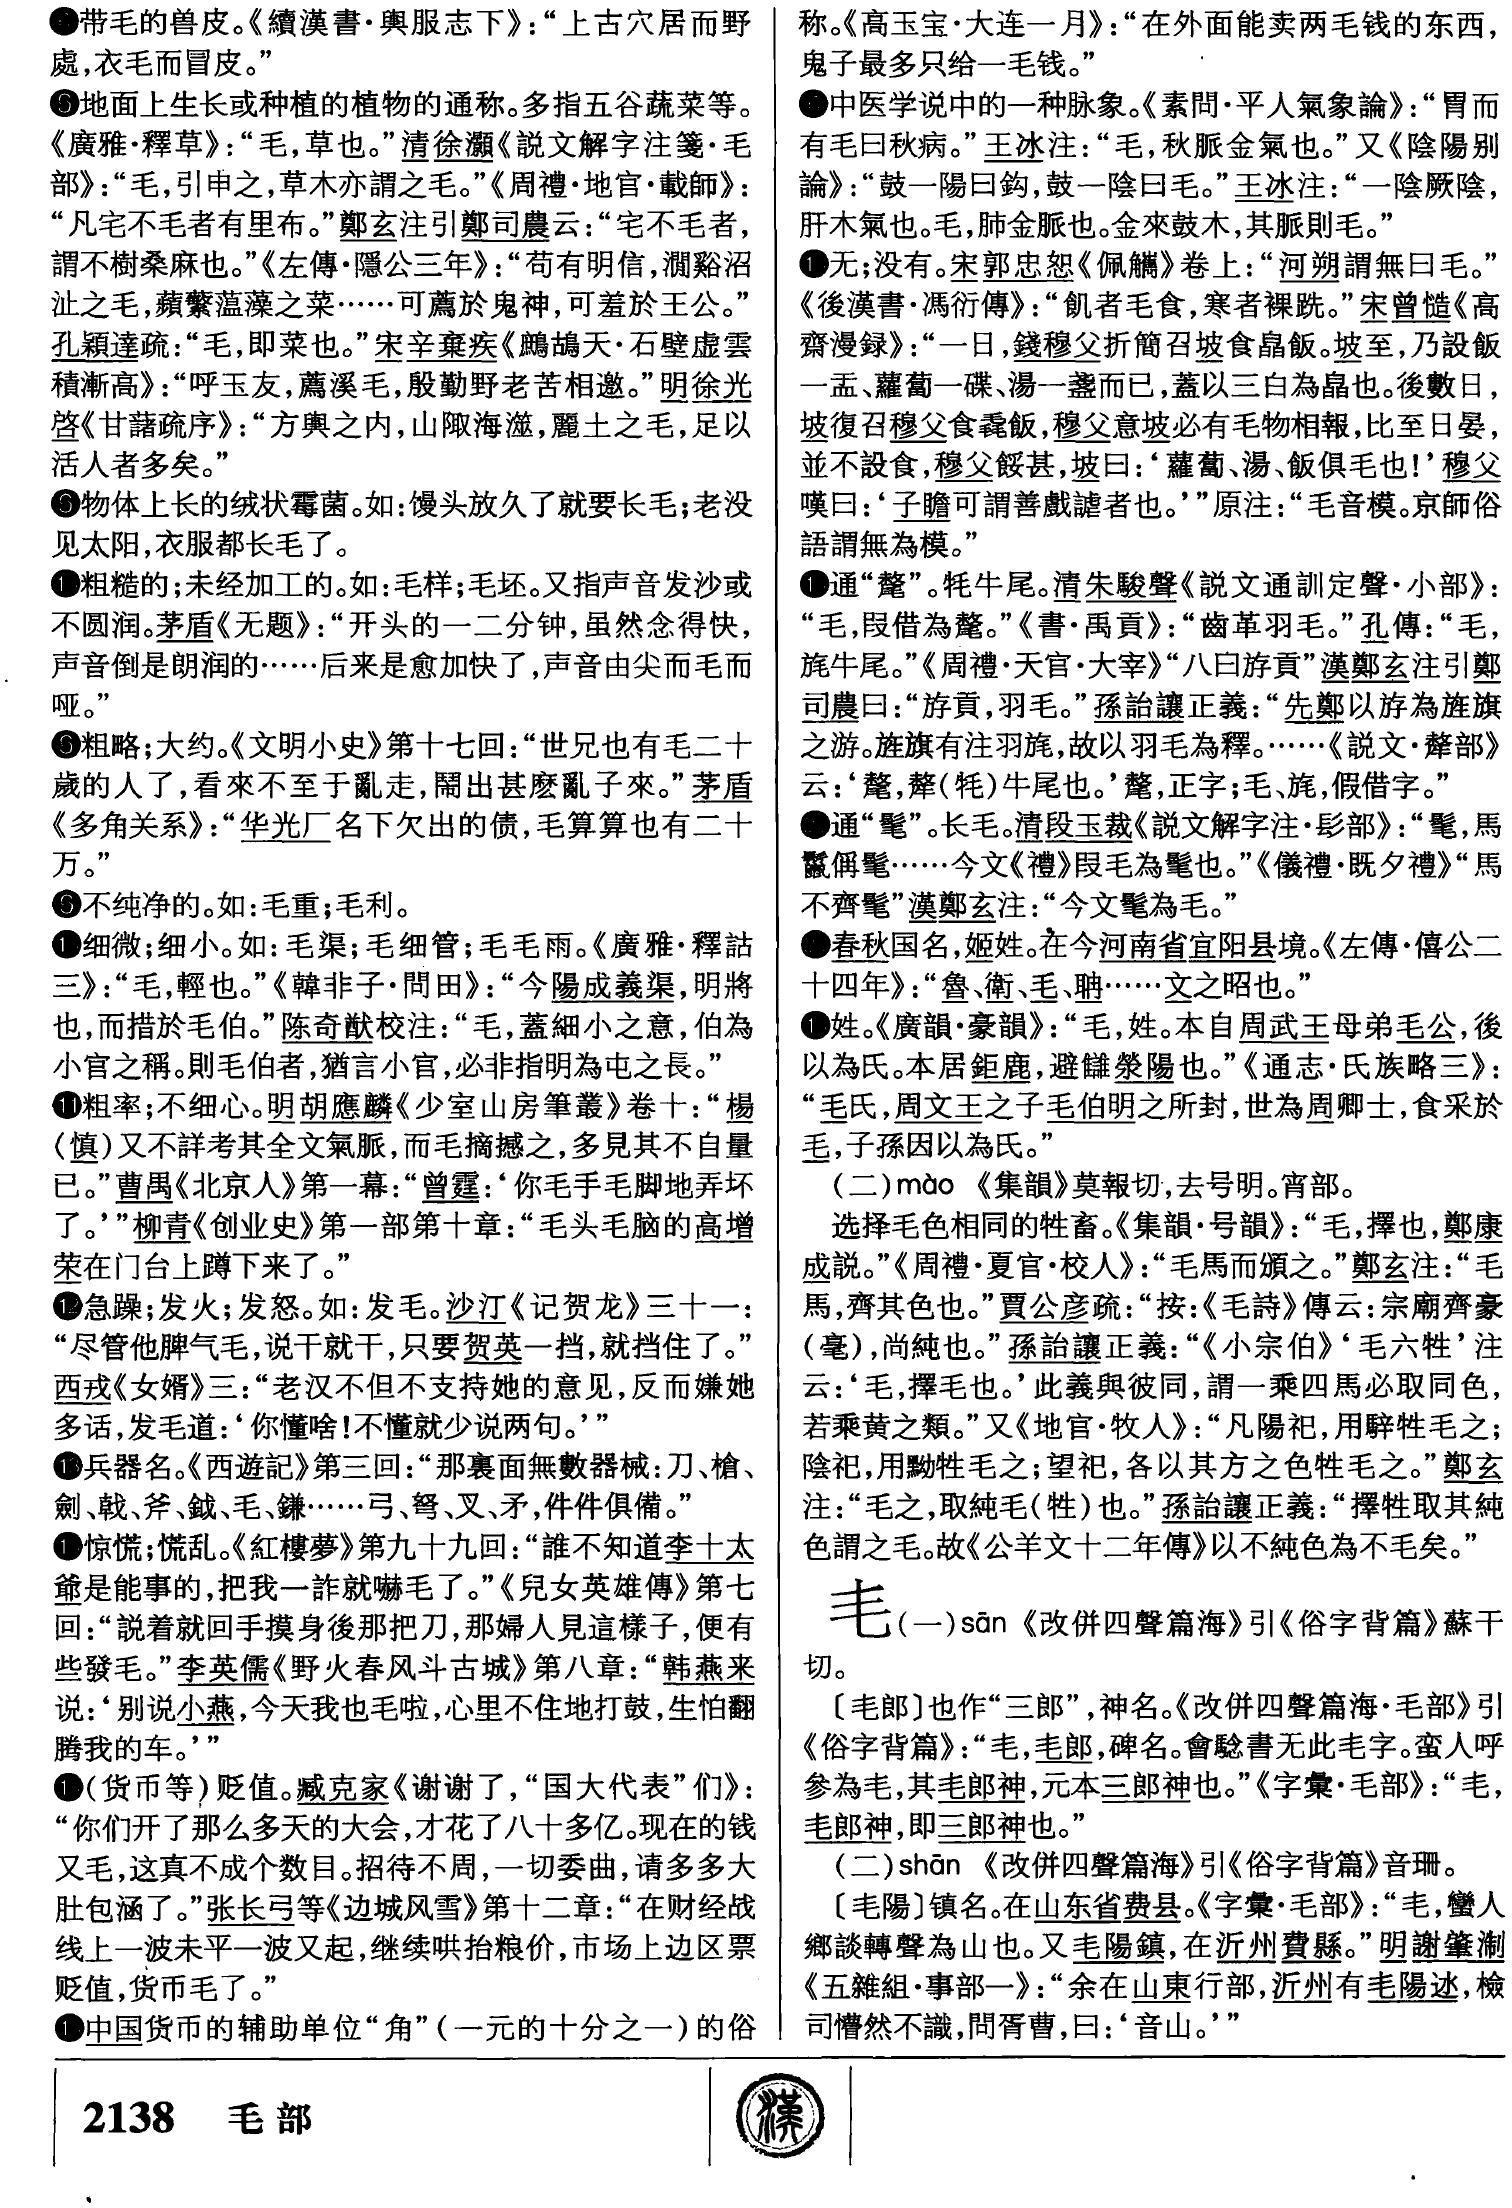 带毛的兽皮。《續漢書·輿服志下》:“上古穴居而野
處,衣毛而冒皮。”
地面上生长或种植的植物的通称。多指五谷蔬菜等。
《廣雅·釋草》:“毛,草也。”清徐灝《説文解字注箋·毛
部》:“毛,引申之,草木亦謂之毛。”《周禮·地官·載師》:
“凡宅不毛者有里布。”鄭玄注引鄭司農云:“宅不毛者,
謂不樹桑麻也。”《左傳·隱公三年》:“苟有明信,澗谿沼
沚之毛,蘋蘩薀藻之菜……可薦於鬼神,可羞於王公。”
孔穎達疏:“毛,即菜也。”宋辛棄疾《鷓鴣天·石壁虚雲
積漸高》:“呼玉友,薦溪毛,殷勤野老苦相邀。”明徐光
啓《甘藷疏序》:“方輿之内,山陬海澨,麗土之毛,足以
活人者多矣。”
物体上长的绒状霉菌。如:馒头放久了就要长毛;老没
见太阳,衣服都长毛了。
粗糙的;未经加工的。如:毛样;毛坯。又指声音发沙或
不圆润。茅盾《无题》:“开头的一二分钟,虽然念得快,
声音倒是朗润的……后来是愈加快了,声音由尖而毛而
哑。”
粗略;大约。《文明小史》第十七回:“世兄也有毛二十
歲的人了,看來不至于亂走,鬧出甚麽亂子來。”茅盾
《多角关系》:“华光厂名下欠出的债,毛算算也有二十
万。”
不纯净的。如:毛重;毛利。
细微;细小。如:毛渠;毛细管;毛毛雨。《廣雅·釋詁
三》:“毛,輕也。”《韓非子·問田》:“今陽成義渠,明將
也,而措於毛伯。”陈奇猷校注:“毛,蓋細小之意,伯為
小官之稱。則毛伯者,猶言小官,必非指明為屯之長。”
⓫粗率;不细心。明胡應麟《少室山房筆叢》卷十:“楊
(慎)又不詳考其全文氣脈,而毛摘撼之,多見其不自量
已。”曹禺《北京人》第一幕:“曾霆:‘你毛手毛脚地弄坏
了。’”柳青《创业史》第一部第十章:“毛头毛脑的高增
荣在门台上蹲下来了。”
⓬急躁;发火;发怒。如:发毛。沙汀《记贺龙》三十一:
“尽管他脾气毛,说干就干,只要贺英一挡,就挡住了。”
西戎《女婿》三:“老汉不但不支持她的意见,反而嫌她
多话,发毛道:‘你懂啥!不懂就少说两句。’”
⓭兵器名。《西遊記》第三回:“那裏面無數器械:刀、槍、
劍、戟、斧、鉞、毛、鐮……弓、弩、叉、矛,件件俱備。”
惊慌;慌乱。《紅樓夢》第九十九回:“誰不知道李十太
爺是能事的,把我一詐就嚇毛了。”《兒女英雄傳》第七
回:“説着就回手摸身後那把刀,那婦人見這樣子,便有
些發毛。”李英儒《野火春风斗古城》第八章:“韩燕来
说:‘别说小燕,今天我也毛啦,心里不住地打鼓,生怕翻
腾我的车。’”
(货币等)贬值。臧克家《谢谢了,“国大代表”们》:
“你们开了那么多天的大会,才花了八十多亿。现在的钱
又毛,这真不成个数目。招待不周,一切委曲,请多多大
肚包涵了。”张长弓等《边城风雪》第十二章:“在财经战
线上一波未平一波又起,继续哄抬粮价,市场上边区票
贬值,货币毛了。”
中国货币的辅助单位“角”(一元的十分之一)的俗
称。《高玉宝·大连一月》:“在外面能卖两毛钱的东西,
鬼子最多只给一毛钱。”
中医学说中的一种脉象。《素問·平人氣象論》:“胃而
有毛曰秋病。”王冰注:“毛,秋脈金氣也。”又《陰陽别
論》:“鼓一陽曰鈎,鼓一陰曰毛。”王冰注:“一陰厥陰,
肝木氣也。毛,肺金脈也。金來鼓木,其脈則毛。”
无;没有。宋郭忠恕《佩觿》卷上:“河朔謂無曰毛。”
《後漢書·馮衍傳》:“飢者毛食,寒者裸跣。”宋曾慥《高
齋漫録》:“一日,錢穆父折簡召坡食皛飯。坡至,乃設飯
一盂、蘿蔔一碟、湯一盞而已,蓋以三白為皛也。後數日,
坡復召穆父食毳飯,穆父意坡必有毛物相報,比至日晏,
並不設食,穆父餒甚,坡曰:‘蘿蔔、湯、飯俱毛也!’穆父
嘆曰:‘子瞻可謂善戲謔者也。’”原注:“毛音模。京師俗
語謂無為模。”
通“氂”。牦牛尾。清朱駿聲《説文通訓定聲·小部》:
“毛,叚借為氂。”《書·禹貢》:“齒革羽毛。”孔傳:“毛,
旄牛尾。”《周禮·天官·大宰》“八曰斿貢”漢鄭玄注引鄭
司農曰:“斿貢,羽毛。”孫詒讓正義:“先鄭以斿為旌旗
之游。旌旗有注羽旄,故以羽毛為釋。……《説文·犛部》
云:‘氂,犛(牦)牛尾也。’氂,正字;毛、旄,假借字。”
通“髦”。长毛。清段玉裁《説文解字注·髟部》:“髦,馬
鬣偁髦……今文《禮》叚毛為髦也。”《儀禮·既夕禮》“馬
不齊髦”漢鄭玄注:“今文髦為毛。”
春秋国名,姬姓。在今河南省宜阳县境。《左傳·僖公二
十四年》:“魯、衛、毛、聃……文之昭也。”
姓。《廣韻·豪韻》:“毛,姓。本自周武王母弟毛公,後
以為氏。本居鉅鹿,避讎滎陽也。”《通志·氏族略三》:
“毛氏,周文王之子毛伯明之所封,世為周卿士,食采於
毛,子孫因以為氏。”
(二)mào 《集韻》莫報切,去号明。宵部。
选择毛色相同的牲畜。《集韻·号韻》:“毛,擇也,鄭康
成説。”《周禮·夏官·校人》:“毛馬而頒之。”鄭玄注:“毛
馬,齊其色也。”賈公彦疏:“按:《毛詩》傳云:宗廟齊豪
(毫),尚純也。”孫詒讓正義:“《小宗伯》‘毛六牲’注
云:‘毛,擇毛也。’此義與彼同,謂一乘四馬必取同色,
若乘黄之類。”又《地官·牧人》:“凡陽祀,用騂牲毛之;
陰祀,用黝牲毛之;望祀,各以其方之色牲毛之。”鄭玄
注:“毛之,取純毛(牲)也。”孫詒讓正義:“擇牲取其純
色謂之毛。故《公羊文十二年傳》以不純色為不毛矣。”
毛(一)sān 《改併四聲篇海》引《俗字背篇》蘇干
切。
〔毛郎〕也作“三郎”,神名。《改併四聲篇海·毛部》引
《俗字背篇》:“毛,毛郎,碑名。會騐書无此毛字。蛮人呼
参為毛,其毛郎神,元本三郎神也。”《字彙·毛部》:“毛,
毛郎神,即三郎神也。”
(二)shān 《改併四聲篇海》引《俗字背篇》音珊。
〔毛陽〕镇名。在山东省费县。《字彙·毛部》:“毛,蠻人
鄉談轉聲為山也。又毛陽鎮,在沂州費縣。”明謝肇淛
《五雜組·事部一》:“余在山東行部,沂州有毛陽迯,檢
司懵然不識,問胥曹,曰:‘音山。’”
2138 毛部
漢